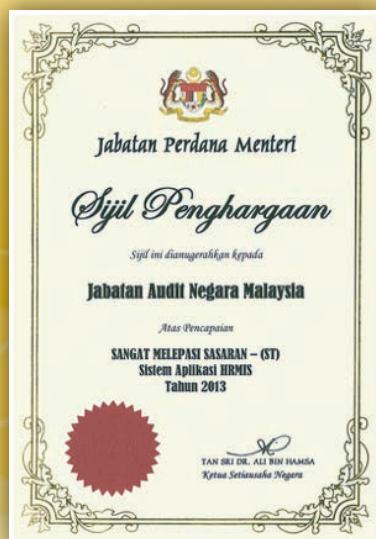 Jabatan Perdana Menteri
Sijil Penghargaan
Sijil ini dianugerahkan kepada
Jabatan Audit Negara Malaysia
Atas Pencapaian
SANGAT MELEPASI SASARAN – (ST)
Sistem Aplikasi HRMIS
Tahun 2013
TAN SRI DR. ALI BIN HAMSA
Ketua Setiausaha Negara